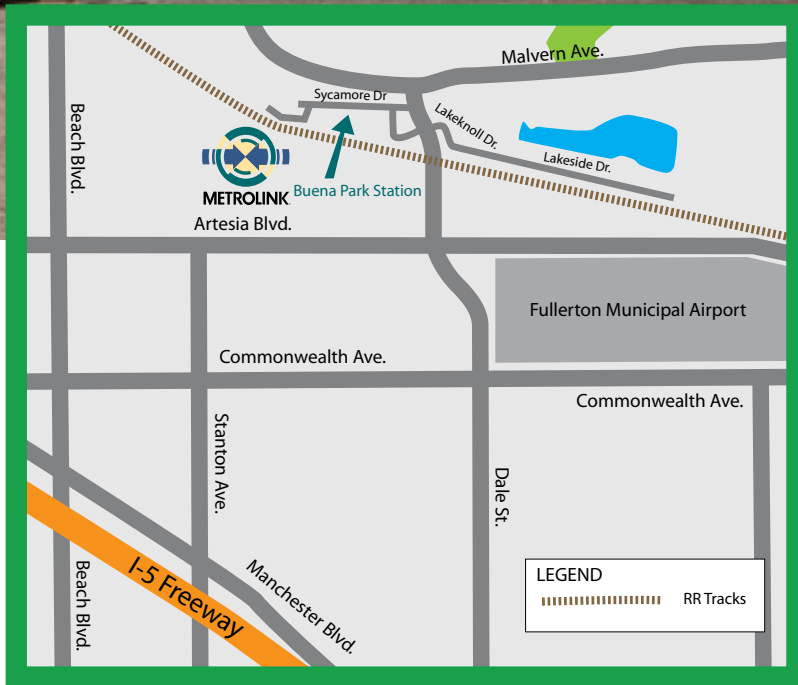 Malvern Ave.
Sycamore Dr
Beach Blvd.
Lakeknoll Dr.
Lakeside Dr.
METROLINK
Buena Park Station
Artesia Blvd.
Fullerton Municipal Airport
Commonwealth Ave.
Commonwealth Ave.
Stanton Ave.
Dale St.
I-5 Freeway
Manchester Blvd.
Beach Blvd.
LEGEND
RR Tracks